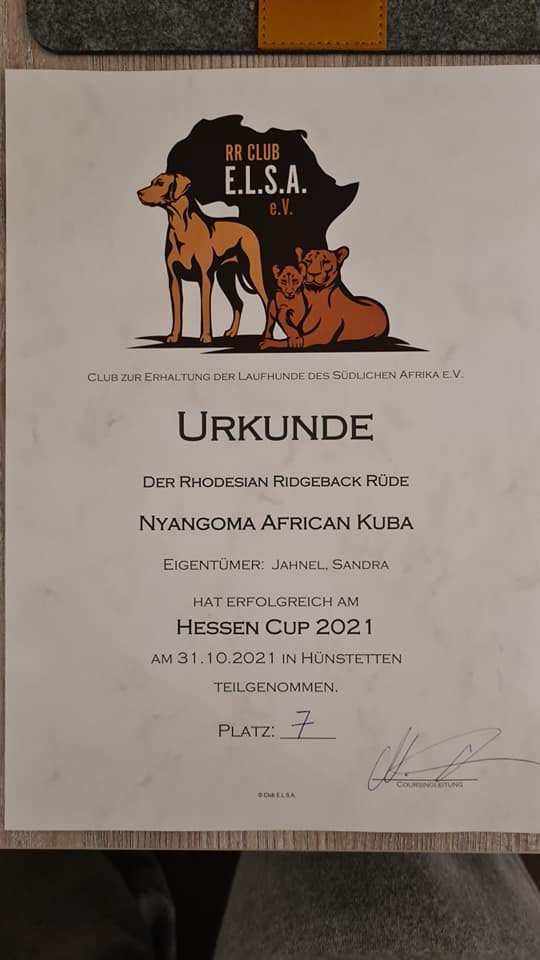 RR CLUB
E.L.S.A.
e.V.
CLUB ZUR ERHALTUNG DER LAUFHUNDE DES SÜDLICHEN AFRIKA E.V.
URKUNDE
DER RHODESIAN RIDGEBACK RÜDE
NYANGOMA AFRICAN KUBA
EIGENTÜMER: JAHNEL, SANDRA
HAT ERFOLGREICH AM
HESSEN CUP 2021
AM 31.10.2021 IN HÜNSTETTEN
TEILGENOMMEN.
PLATZ: 7
COURSINGLEITUNG
© Club E.L.S.A.